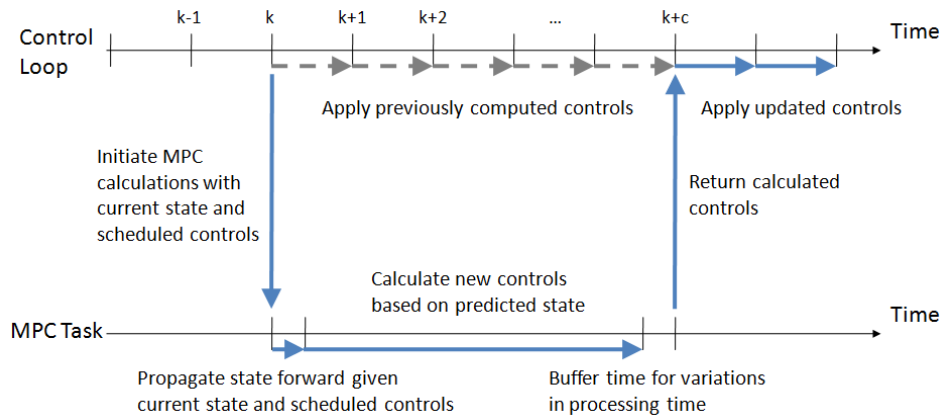 k-1 k k+1 k+2 ... k+c
Control
Loop
Time
Apply previously computed controls
Apply updated controls
Initiate MPC
calculations with
current state and
scheduled controls
Return calculated
controls
Calculate new controls
based on predicted state
MPC Task
Time
Propagate state forward given
current state and scheduled controls
Buffer time for variations
in processing time